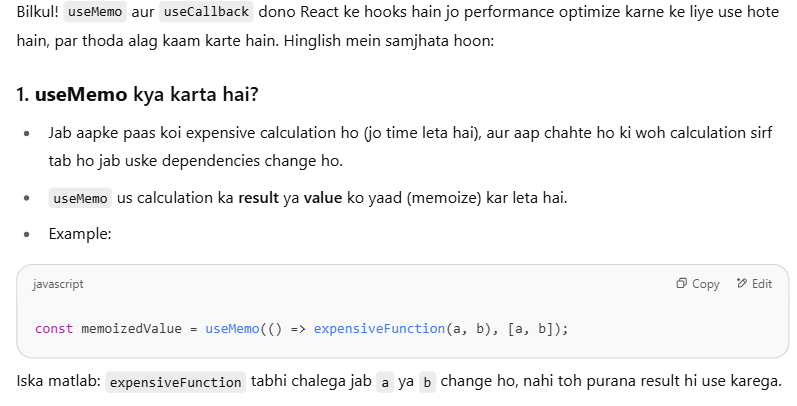 Bilkul! useMemo aur useCallback dono React ke hooks hain jo performance optimize karne ke liye use hote
hain, par thoda alag kaam karte hain. Hinglish mein samjhata hoon:
1. useMemo kya karta hai?
• Jab aapke paas koi expensive calculation ho (jo time leta hai), aur aap chahte ho ki woh calculation sirf
tab ho jab uske dependencies change ho.
• useMemo us calculation ka result ya value ko yaad (memoize) kar leta hai.
• Example:
javascript Copy Edit
const memoizedValue = useMemo(() => expensiveFunction(a, b), [a, b]);
Iska matlab: expensiveFunction tabhi chalega jab a ya b change ho, nahi toh purana result hi use karega.